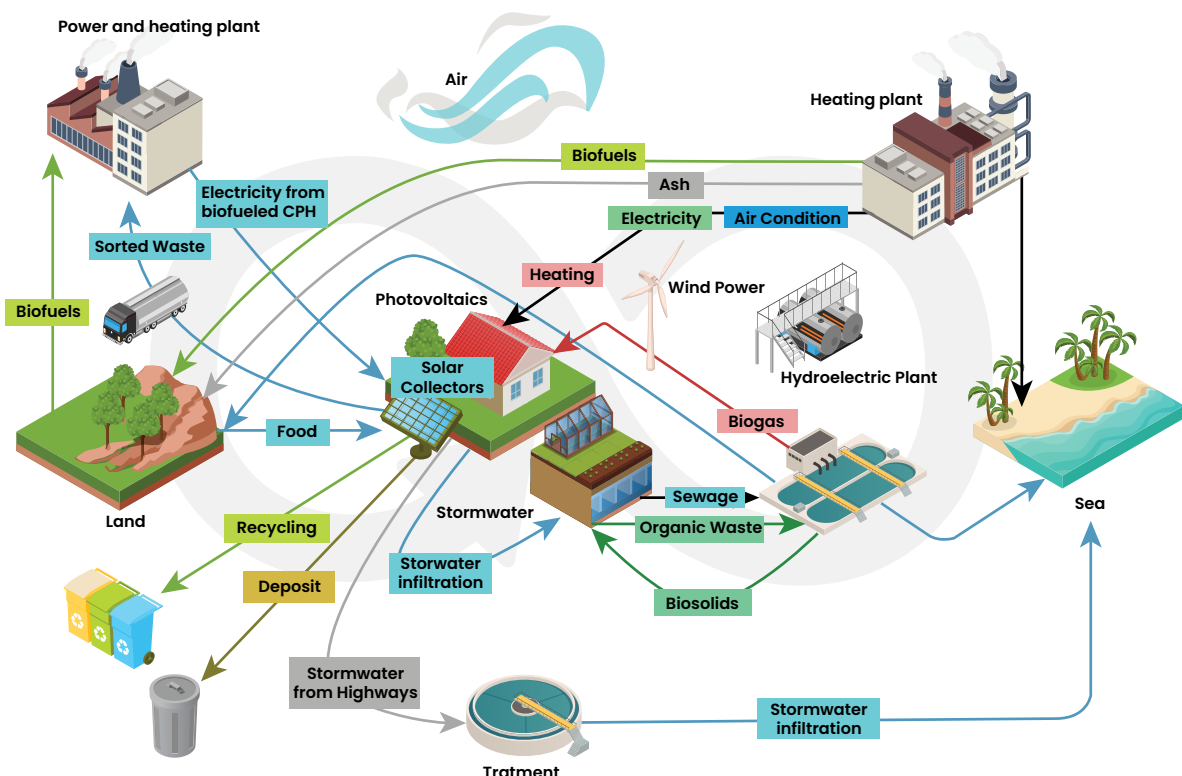 Power and heating plant
Air
Heating plant
Biofuels
Ash
Electricity from
biofueled CPH
Electricity
Air Condition
Sorted Waste
Heating
Wind Power
Photovoltaics
Biofuels
Solar
Collectors
Hydroelectric Plant
Biogas
Food
Sewage
Sea
Land
Stormwater
Recycling
Organic Waste
Storwater
infiltration
Deposit
Biosolids
Stormwater
from Highways
Stormwater
infiltration
Tratment